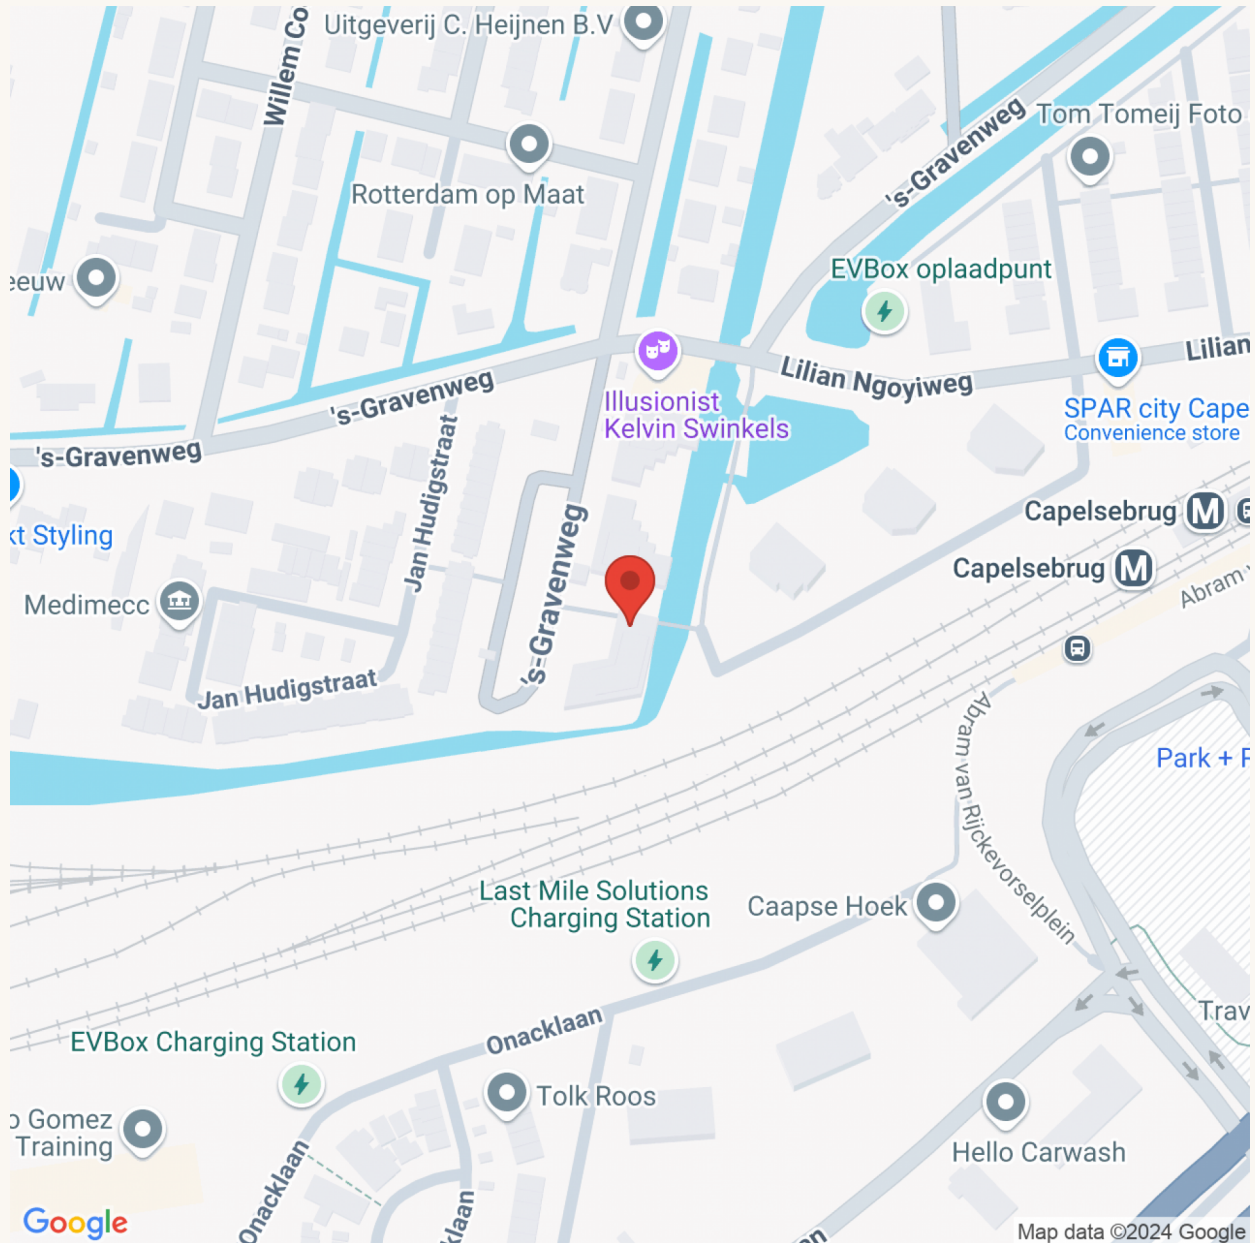 Uitgeverij C. Heijnen B.V
Willem Co
Tom Tomeij Foto
's-Gravenweg
Rotterdam op Maat
EVBox oplaadpunt
eeuw
Lilian
Lilian Ngoyiweg
's-Gravenweg
Illusionist
Kelvin Swinkels
SPAR city Cape
Convenience store
's-Gravenweg
Jan Hudigstraat
Capelsebrug
M
kt Styling
's-Gravenweg
Capelsebrug
M
Abram v
Medimecc
Jan Hudigstraat
Abram van Rijckevorselplein
Park + F
Last Mile Solutions
Charging Station
Caapse Hoek
Trav
Onacklaan
EVBox Charging Station
Tolk Roos
o Gomez
Training
Hello Carwash
Onacklaan
klaan
an
Google
Map data ©2024 Google